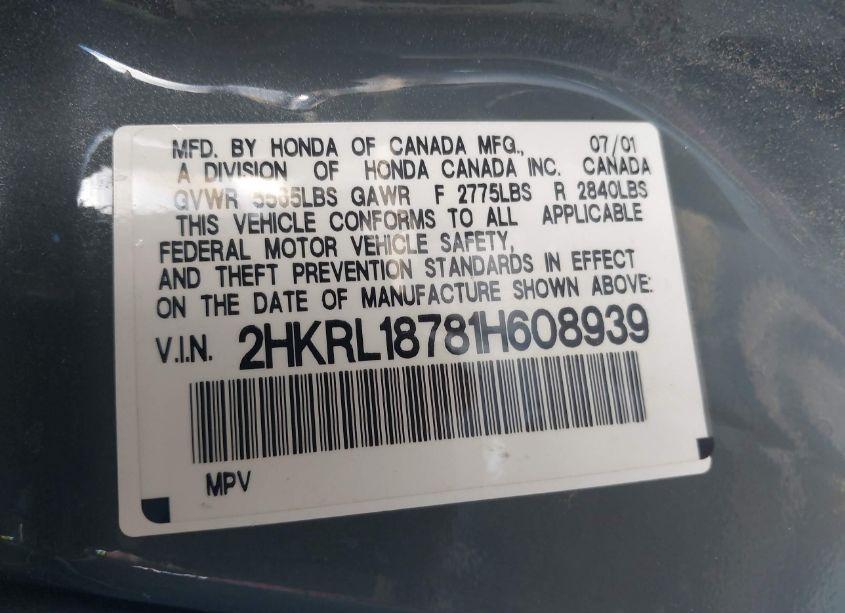 MFD. BY HONDA OF CANADA MFG., 07/01
A DIVISION OF HONDA CANADA INC. CANADA
GVWR 5565LBS GAWR F 2775LBS R 2840LBS
THIS VEHICLE CONFORMS TO ALL APPLICABLE
FEDERAL MOTOR VEHICLE SAFETY,
AND THEFT PREVENTION STANDARDS IN EFFECT
ON THE DATE OF MANUFACTURE SHOWN ABOVE:
V.I.N. 2HKRL18781H608939
MPV